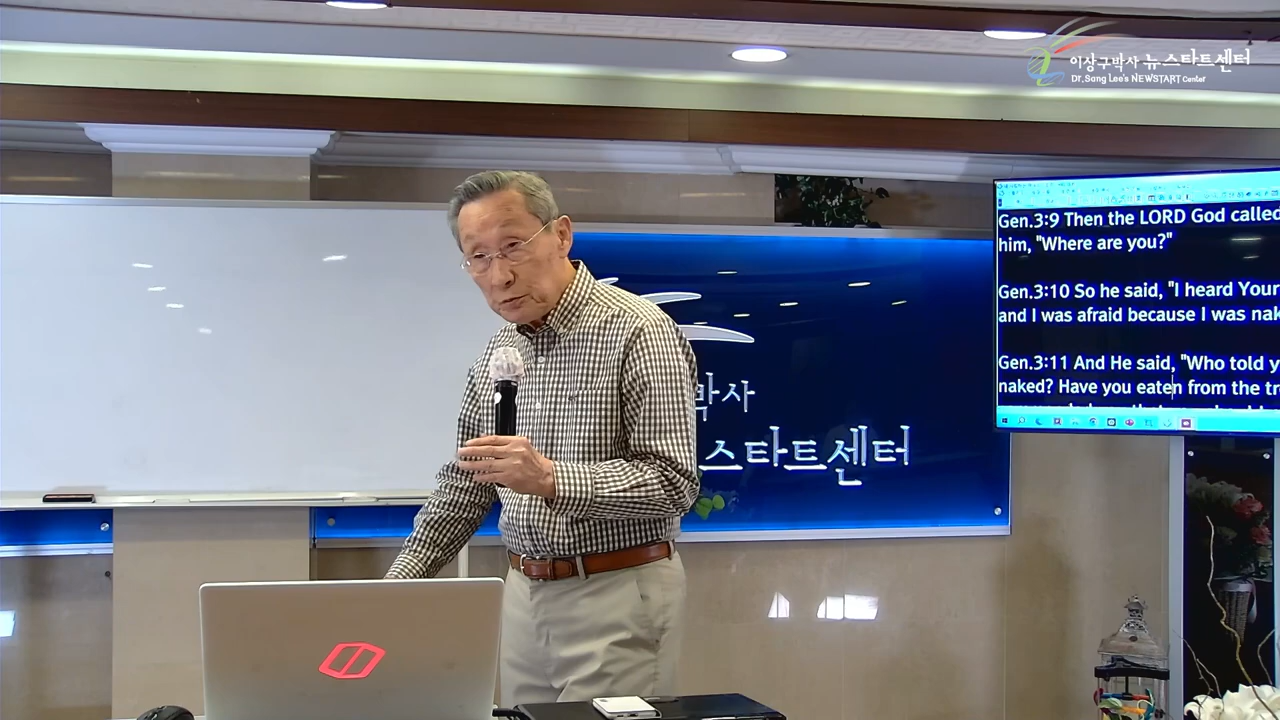 이상구박사 뉴스타트센터
Dr. Sang Lee's NEWSTART Center
Gen.3:9 Then the LORD God called
him, "Where are you?"
Gen.3:10 So he said, "I heard Your
and I was afraid because I was nak
Gen.3:11 And He said, "Who told y
naked? Have you eaten from the tr
박사
스타트센터